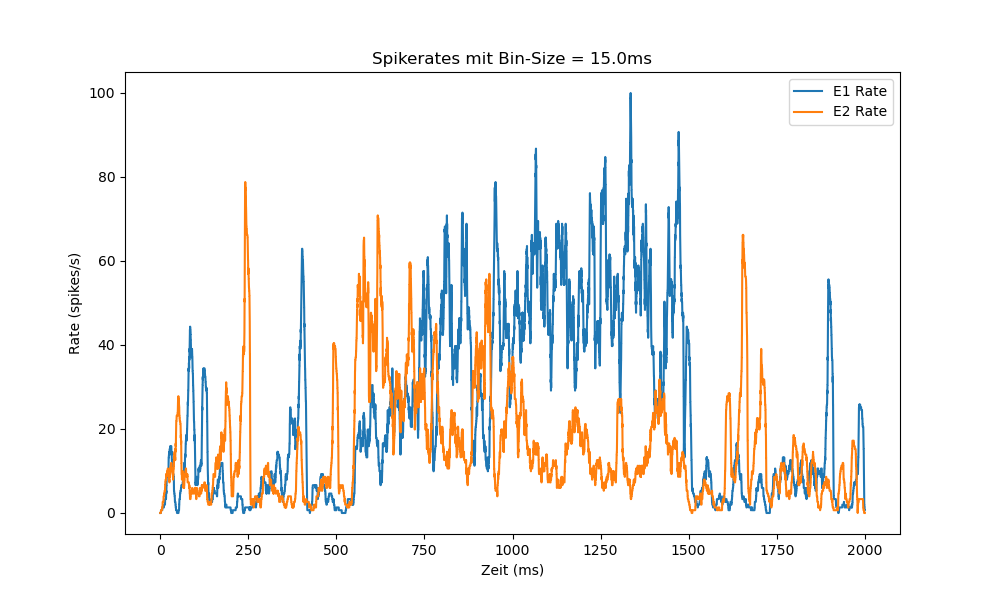 Spikerates mit Bin-Size = 15.0ms
E1 Rate
E2 Rate
100
80
60
40
20
0
Rate (spikes/s)
0 250 500 750 1000 1250 1500 1750 2000
Zeit (ms)